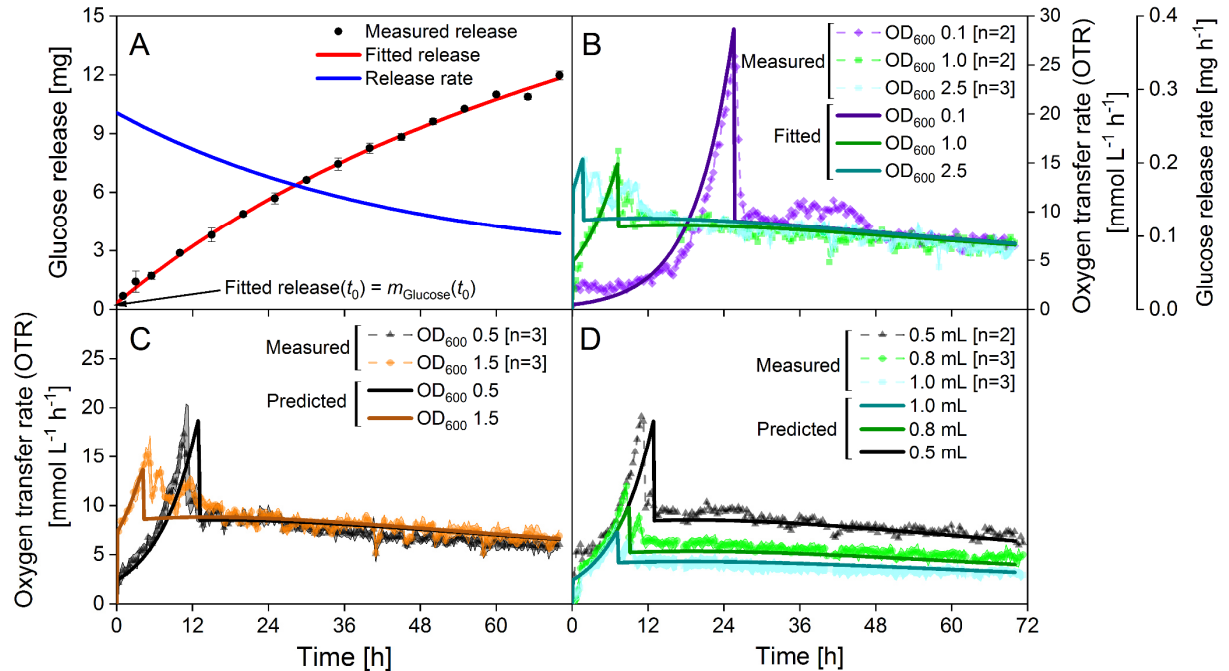 A
Measured release
Fitted release
Release rate
Glucose release [mg]
15
12
9
6
3
0
Fitted release(t₀) = mGlucose(t₀)
B
Measured
OD₆₀₀ 0.1 [n=2]
OD₆₀₀ 1.0 [n=2]
OD₆₀₀ 2.5 [n=3]
Fitted
OD₆₀₀ 0.1
OD₆₀₀ 1.0
OD₆₀₀ 2.5
30
25
20
15
10
5
0
Oxygen transfer rate (OTR)
[mmol L⁻¹ h⁻¹]
0.4
0.3
0.2
0.1
0.0
Glucose release rate [mg h⁻¹]
C
Measured
OD₆₀₀ 0.5 [n=3]
OD₆₀₀ 1.5 [n=3]
Predicted
OD₆₀₀ 0.5
OD₆₀₀ 1.5
Oxygen transfer rate (OTR)
[mmol L⁻¹ h⁻¹]
25
20
15
10
5
0
0 12 24 36 48 60
Time [h]
D
Measured
0.5 mL [n=2]
0.8 mL [n=3]
1.0 mL [n=3]
Predicted
1.0 mL
0.8 mL
0.5 mL
0 12 24 36 48 60 72
Time [h]